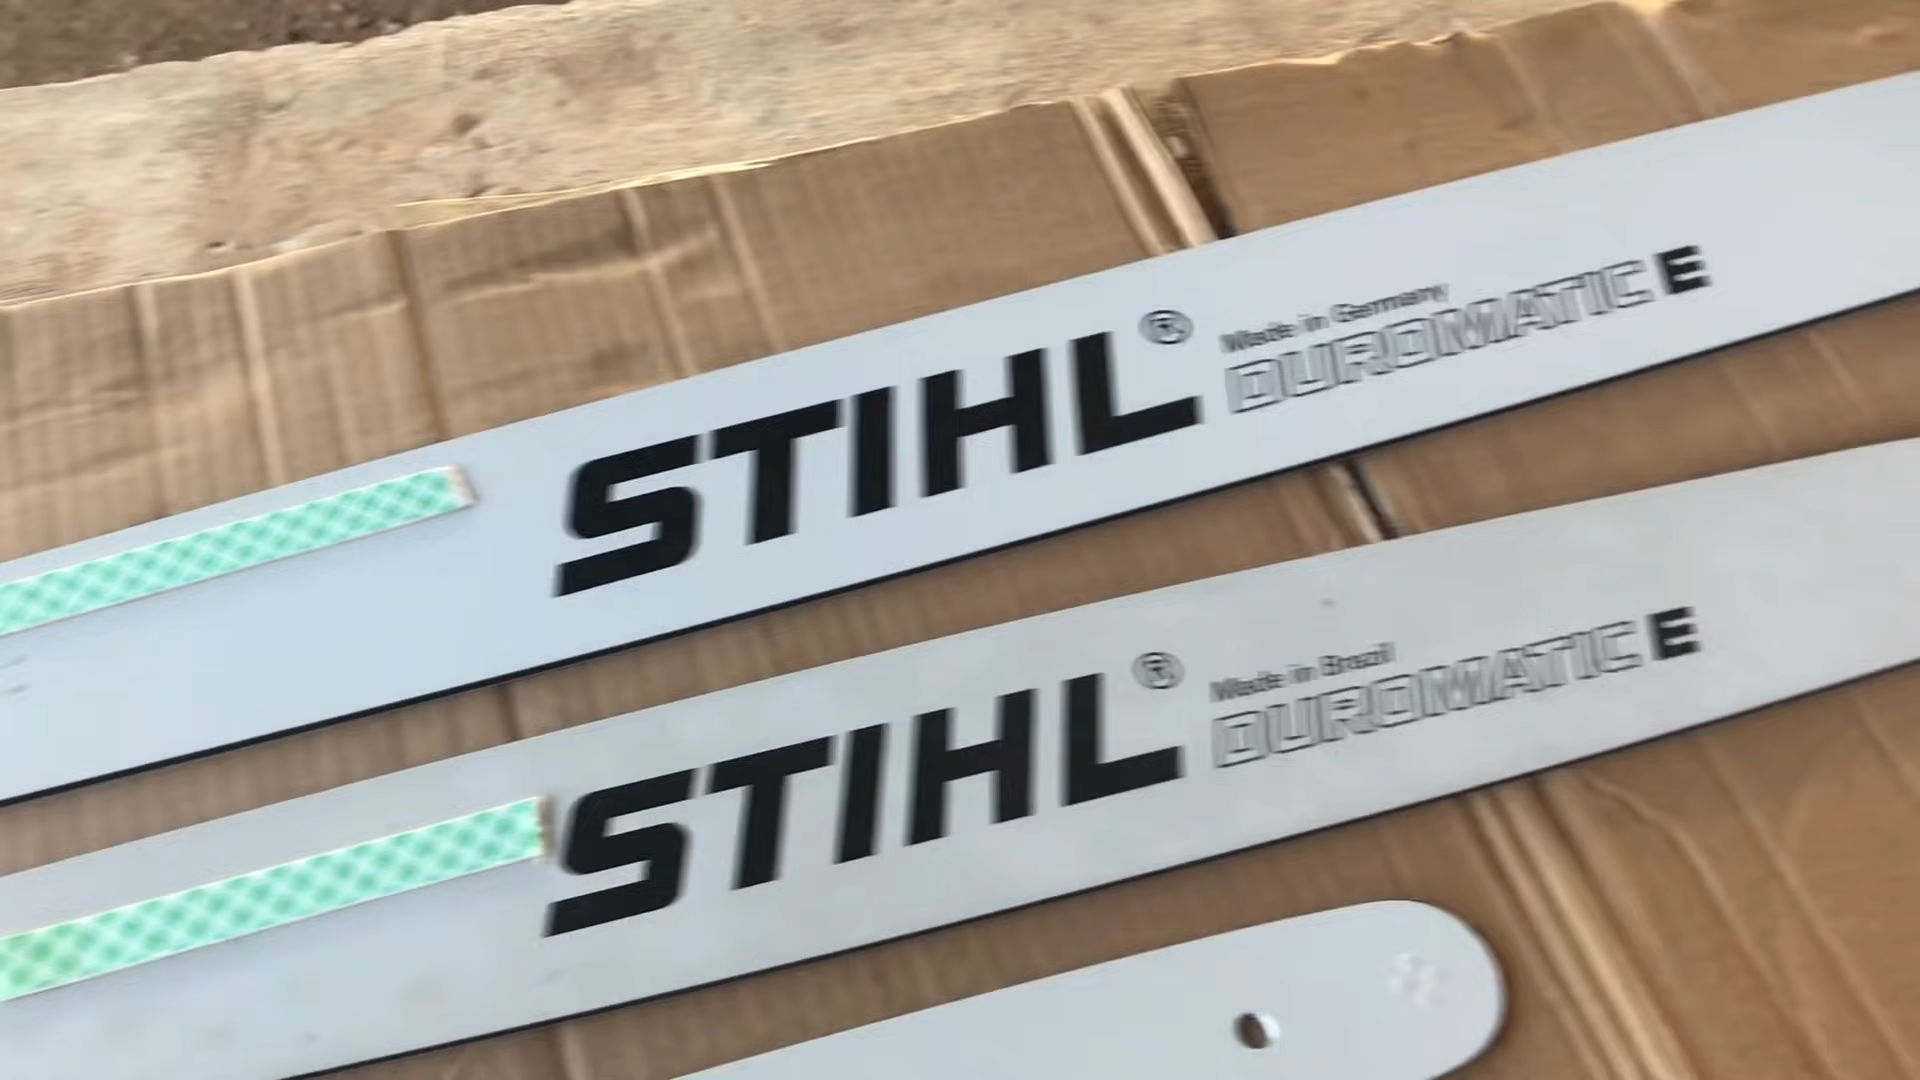 STIHL®
Made in Germany
DUROMATIC E
STIHL®
Made in Brazil
DUROMATIC E